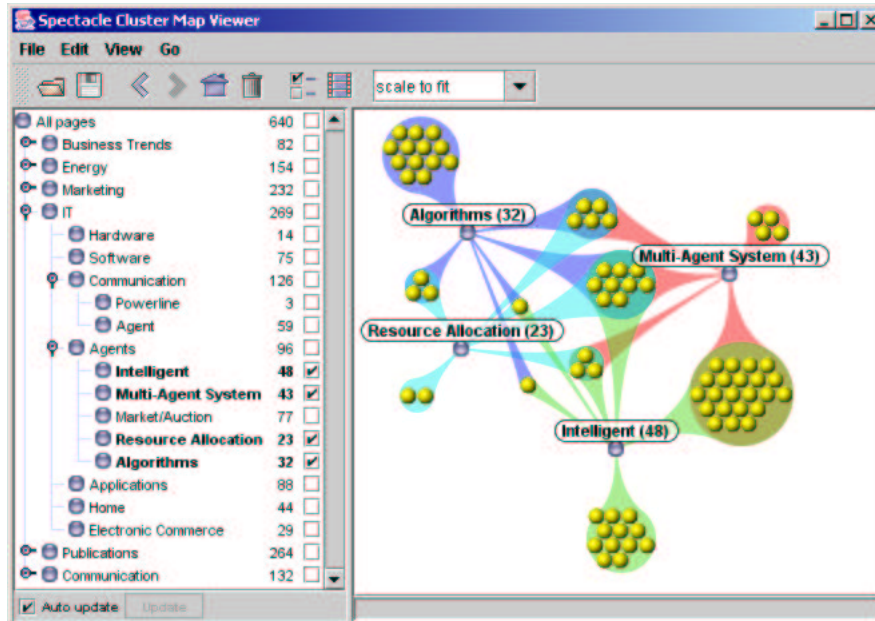 Spectacle Cluster Map Viewer
File Edit View Go
scale to fit
All pages 640
Business Trends 82
Energy 154
Marketing 232
IT 269
Hardware 14
Software 75
Communication 126
Powerline 3
Agent 59
Agents 96
Intelligent 48
Multi-Agent System 43
Market/Auction 77
Resource Allocation 23
Algorithms 32
Applications 88
Home 44
Electronic Commerce 29
Publications 264
Communication 132
Auto update Update
Algorithms (32)
Multi-Agent System (43)
Resource Allocation (23)
Intelligent (48)